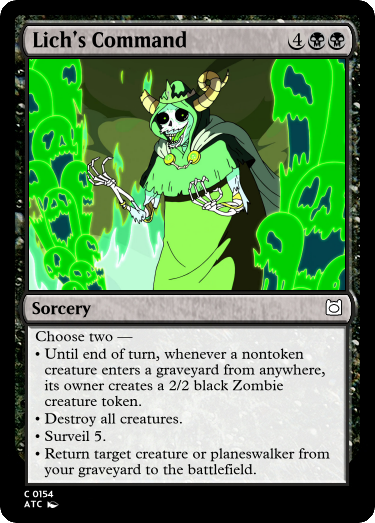 Lich's Command 4
Sorcery
Choose two —
• Until end of turn, whenever a nontoken
creature enters a graveyard from anywhere,
its owner creates a 2/2 black Zombie
creature token.
• Destroy all creatures.
• Surveil 5.
• Return target creature or planeswalker from
your graveyard to the battlefield.
C 0154
ATC